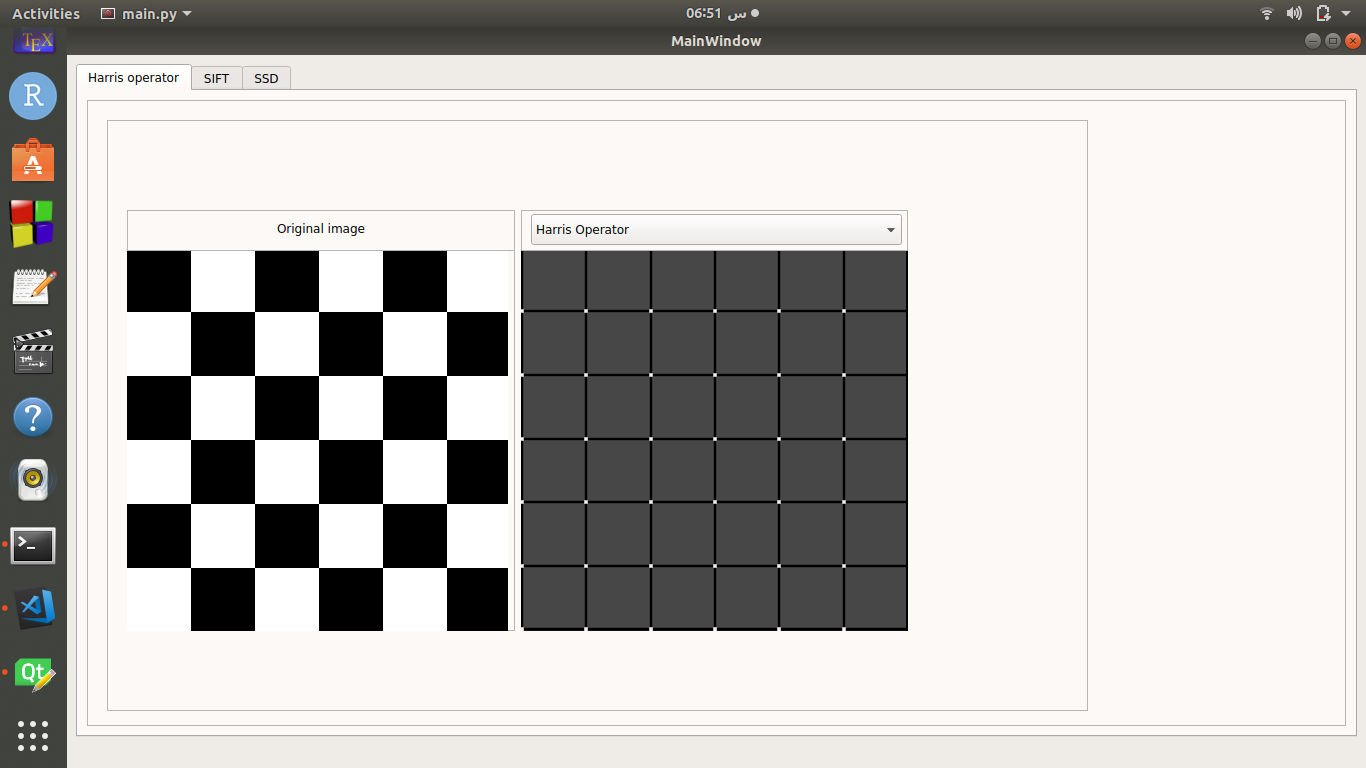 Activities
main.py
06:51 س
MainWindow
TEX
R
A
Harris operator
SIFT
SSD
Original image
Harris Operator
?
>_
Qt